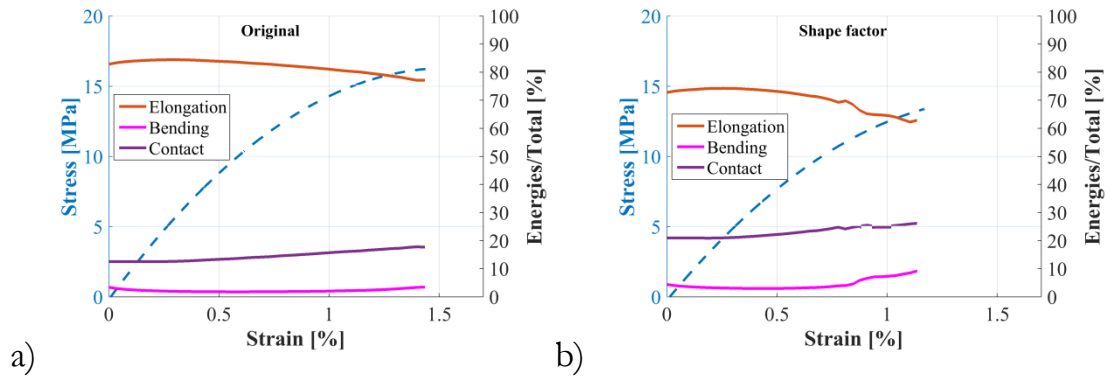 Original
Stress [MPa]
20
15
10
5
0
Elongation
Bending
Contact
100
90
80
70
60
50
40
30
20
10
0
Energies/Total [%]
0
0.5
1
1.5
Strain [%]
a)
Shape factor
Stress [MPa]
20
15
10
5
0
Elongation
Bending
Contact
100
90
80
70
60
50
40
30
20
10
0
Energies/Total [%]
0
0.5
1
1.5
Strain [%]
b)